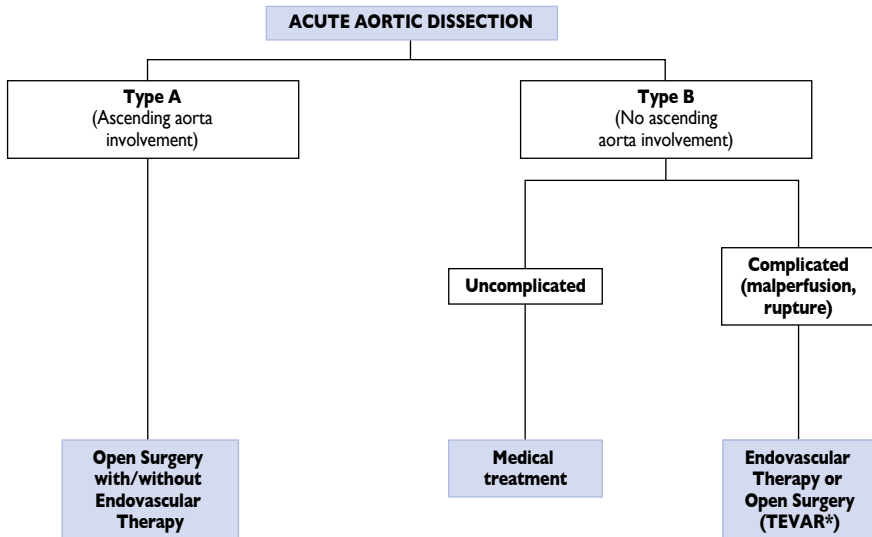 ACUTE AORTIC DISSECTION
Type A
(Ascending aorta
involvement)
Type B
(No ascending
aorta involvement)
Uncomplicated
Complicated
(malperfusion,
rupture)
Open Surgery
with/without
Endovascular
Therapy
Medical
treatment
Endovascular
Therapy or
Open Surgery
(TEVAR*)